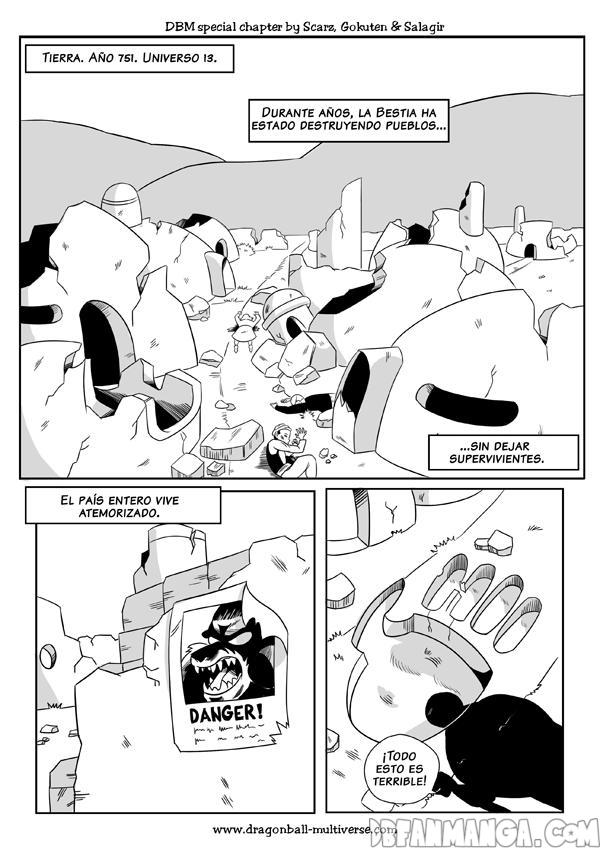 DBM special chapter by Scarz, Gokuten & Salagir
TIERRA. AÑO 751. UNIVERSO 13.
DURANTE AÑOS, LA BESTIA HA
ESTADO DESTRUYENDO PUEBLOS...
...SIN DEJAR
SUPERVIVIENTES.
EL PAÍS ENTERO VIVE
ATEMORIZADO.
DANGER!
¡TODO
ESTO ES
TERRIBLE!
www.dragonball-multiverse.com
DBFANMANGA.COM